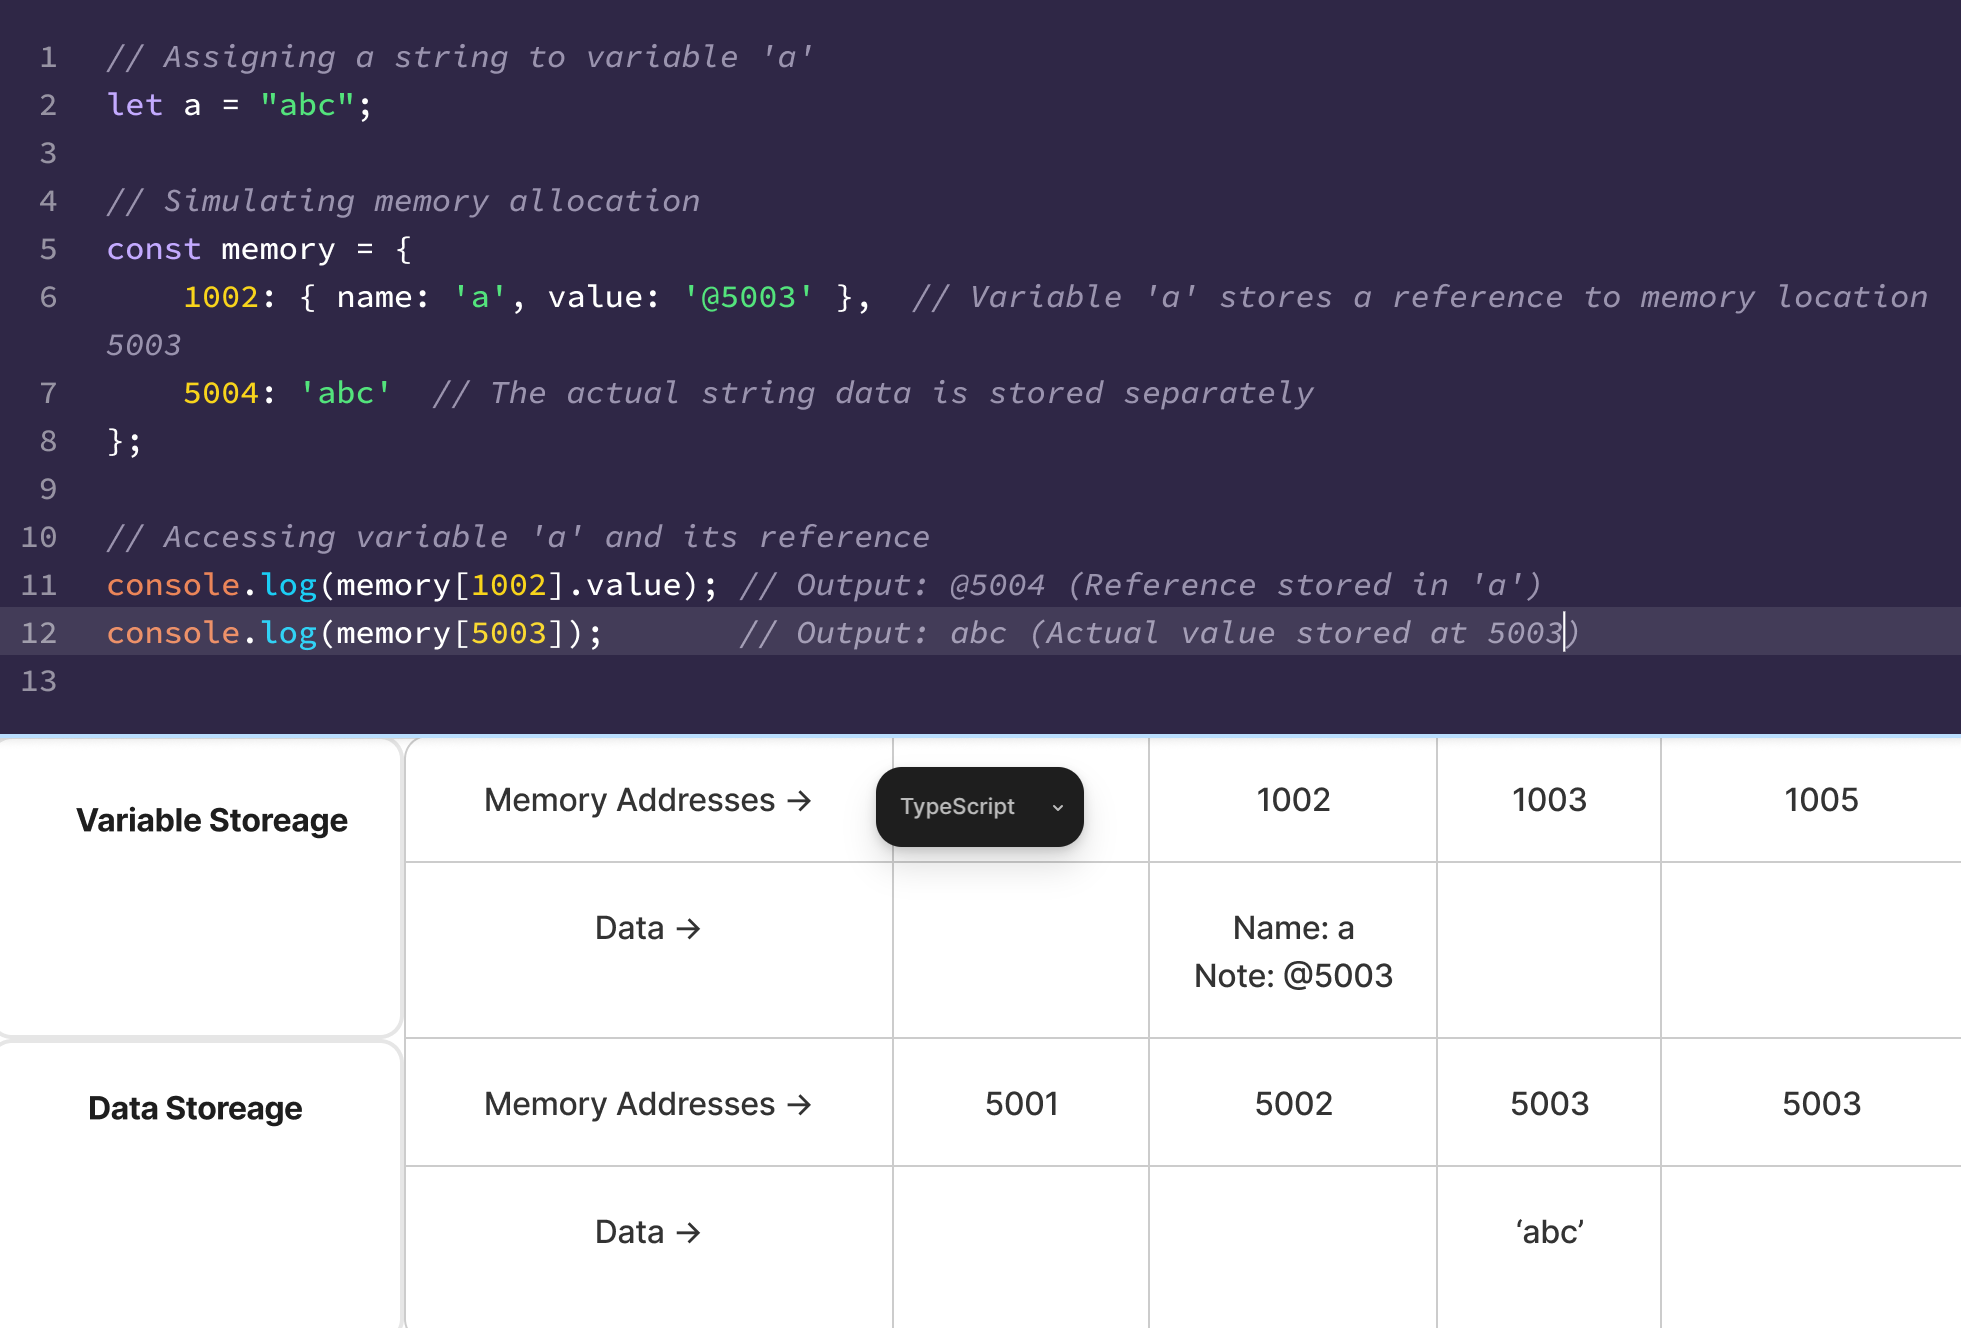 1 // Assigning a string to variable 'a'
2 let a = "abc";
3
4 // Simulating memory allocation
5 const memory = {
6     1002: { name: 'a', value: '@5003' },  // Variable 'a' stores a reference to memory location
5003
7     5004: 'abc'  // The actual string data is stored separately
8 };
9
10 // Accessing variable 'a' and its reference
11 console.log(memory[1002].value); // Output: @5004 (Reference stored in 'a')
12 console.log(memory[5003]);       // Output: abc (Actual value stored at 5003)
13
Variable Storeage
Memory Addresses → 1002 1003 1005
TypeScript
Data → Name: a
Note: @5003
Data Storeage
Memory Addresses → 5001 5002 5003 5003
Data → ‘abc’